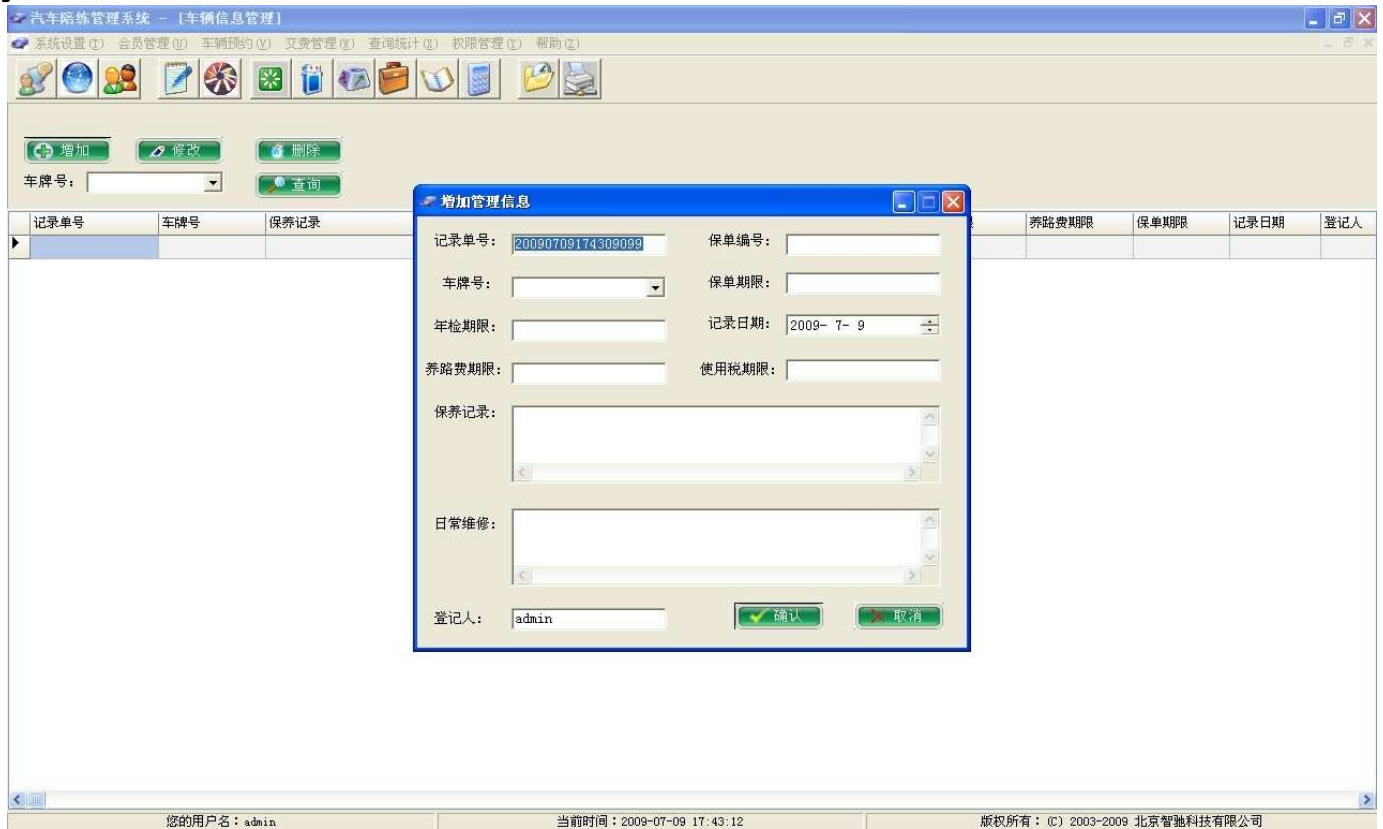 汽车陪练管理系统 - [车辆信息管理]
系统设置(T) 会员管理(U) 车辆预约(V) 交费管理(W) 查询统计(X) 权限管理(Y) 帮助(Z)
增加 修改 删除
车牌号： 查询
增加管理信息
记录单号 车牌号 保养记录 养路费期限 保单期限 记录日期 登记人
记录单号： 20090709174309099 保单编号：
车牌号： 保单期限：
年检期限： 记录日期： 2009- 7- 9
养路费期限： 使用税期限：
保养记录：
日常维修：
登记人： admin 确认 取消
您的用户名：admin 当前时间：2009-07-09 17:43:12 版权所有：(C) 2003-2009 北京智驰科技有限公司